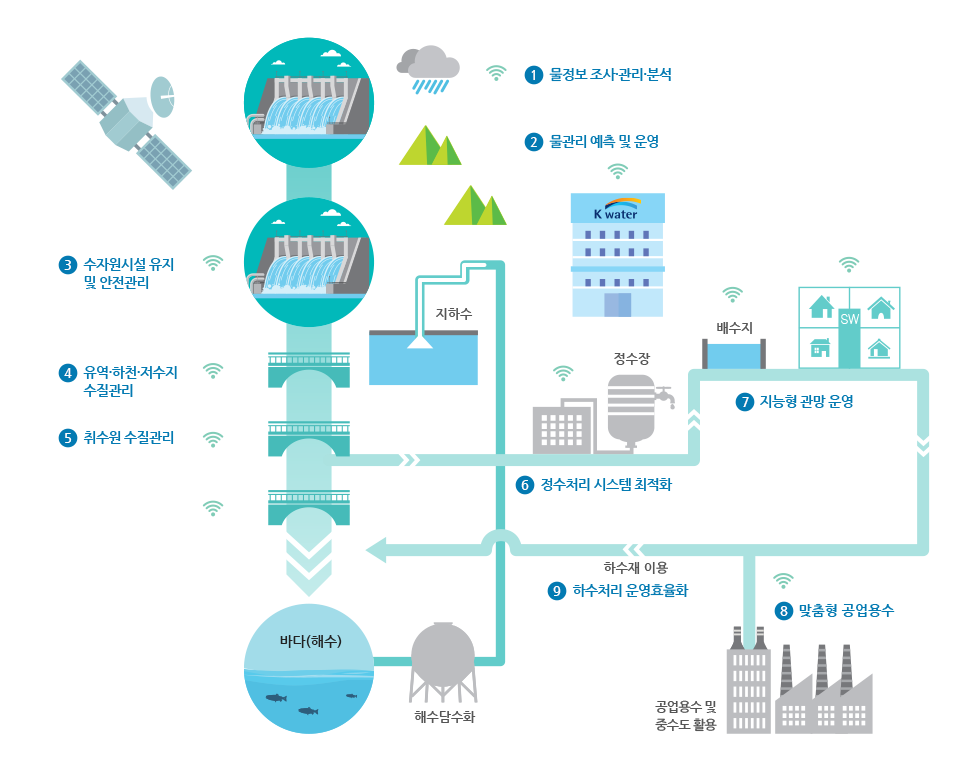 1 물정보 조사·관리·분석
2 물관리 예측 및 운영
K water
3 수자원시설 유지
및 안전관리
지하수
배수지
SW
정수장
4 유역·하천·저수지
수질관리
7 지능형 관망 운영
5 취수원 수질관리
6 정수처리 시스템 최적화
하수재 이용
9 하수처리 운영효율화
8 맞춤형 공업용수
바다(해수)
해수담수화
공업용수 및
중수도 활용